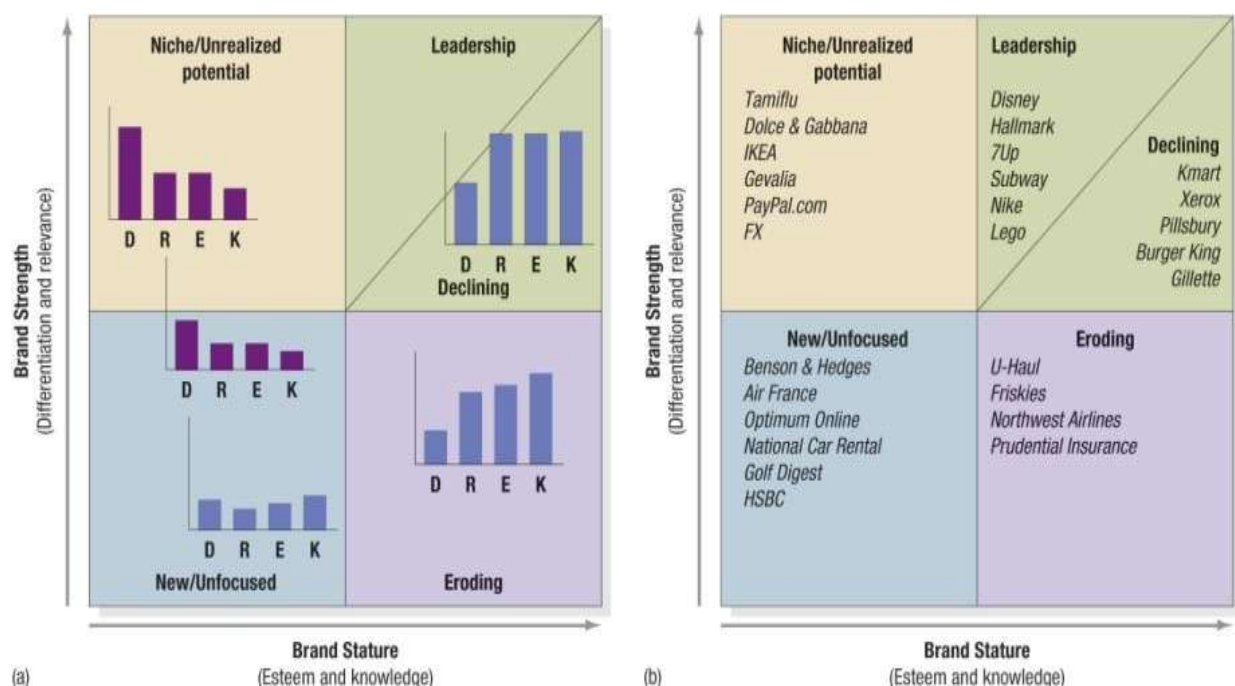 Niche/Unrealized
potential
Leadership
D R E K
D R E K
Declining
D R E K
D R E K
D R E K
New/Unfocused
Eroding
Brand Strength
(Differentiation and relevance)
Brand Stature
(Esteem and knowledge)
(a)
Niche/Unrealized
potential
Tamiflu
Dolce & Gabbana
IKEA
Gevalia
PayPal.com
FX
Leadership
Disney
Hallmark
7Up
Subway
Nike
Lego
Declining
Kmart
Xerox
Pillsbury
Burger King
Gillette
New/Unfocused
Benson & Hedges
Air France
Optimum Online
National Car Rental
Golf Digest
HSBC
Eroding
U-Haul
Friskies
Northwest Airlines
Prudential Insurance
Brand Strength
(Differentiation and relevance)
Brand Stature
(Esteem and knowledge)
(b)